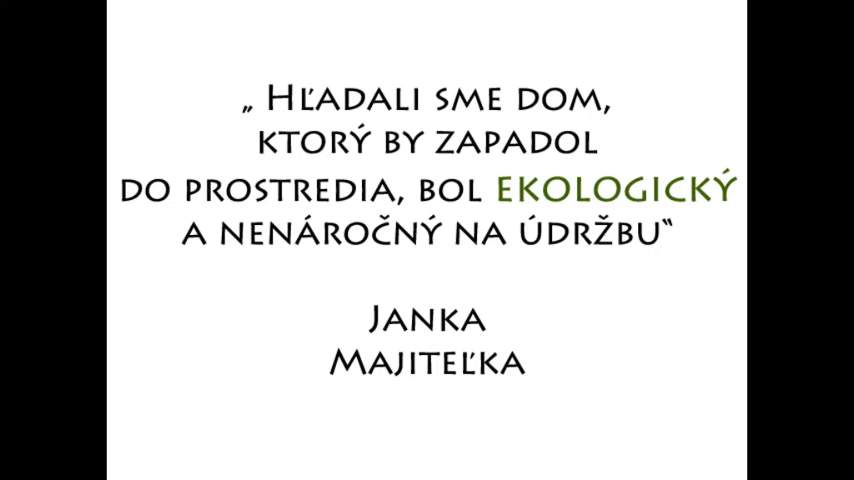 „ Hľadali sme dom,
ktorý by zapadol
do prostredia, bol ekologický
a nenáročný na údržbu‟
Janka
Majiteľka